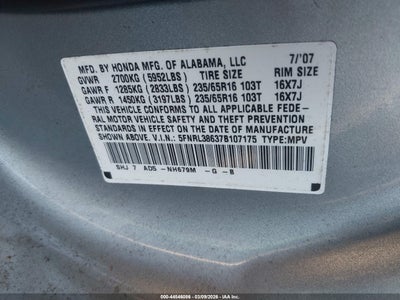 MFD. BY HONDA MFG. OF ALABAMA, LLC 7/'07
GVWR 2700KG (5952LBS) TIRE SIZE RIM SIZE
GAWR F 1285KG (2833LBS) 235/65R16 103T 16X7J
GAWR R 1450KG (3197LBS) 235/65R16 103T 16X7J
THIS VEHICLE CONFORMS TO ALL APPLICABLE FEDE-
RAL MOTOR VEHICLE SAFETY AND THEFT PREVENTION
STANDARDS IN EFFECT ON THE DATE OF MANUFACTURE
SHOWN ABOVE. V.I.N.: 5FNRL38637B107175 TYPE:MPV
SHJ 7 AD5 -NH679M -G -B
000-44548098 | 03/09/2026 | IAA, Inc.